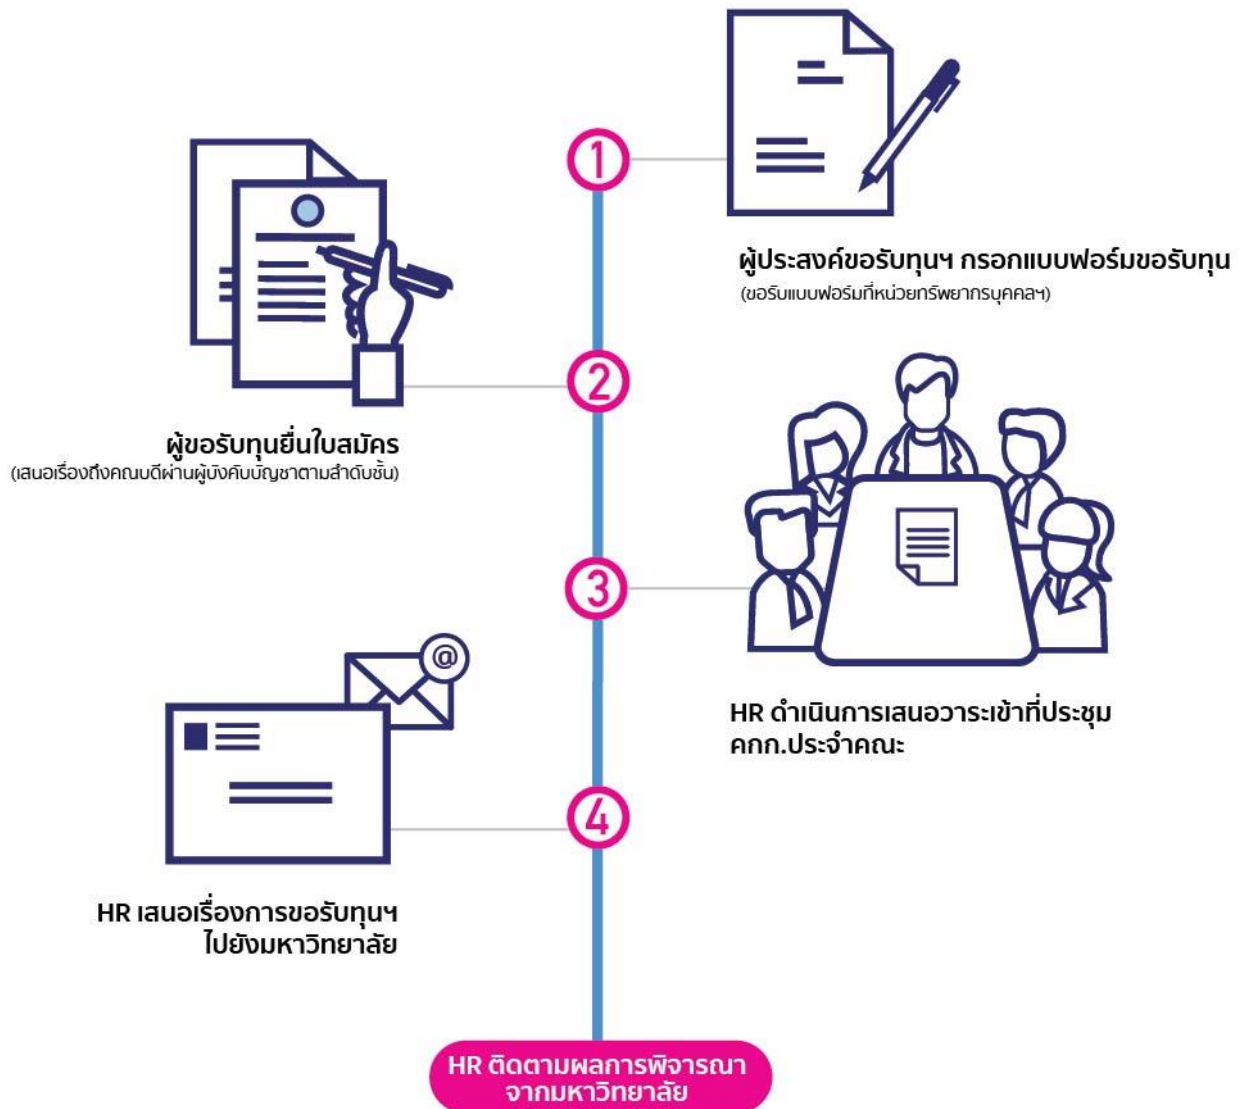 1
ผู้ประสงค์ขอรับทุนฯ กรอกแบบฟอร์มขอรับทุน
(ขอรับแบบฟอร์มที่หน่วยทรัพยากรบุคคลฯ)
2
ผู้ขอรับทุนยื่นใบสมัคร
(เสนอเรื่องถึงคณบดีผ่านผู้บังคับบัญชาตามลำดับชั้น)
3
HR ดำเนินการเสนอวาระเข้าที่ประชุม
คกก.ประจำคณะ
@
4
HR เสนอเรื่องการขอรับทุนฯ
ไปยังมหาวิทยาลัย
HR ติดตามผลการพิจารณา
จากมหาวิทยาลัย